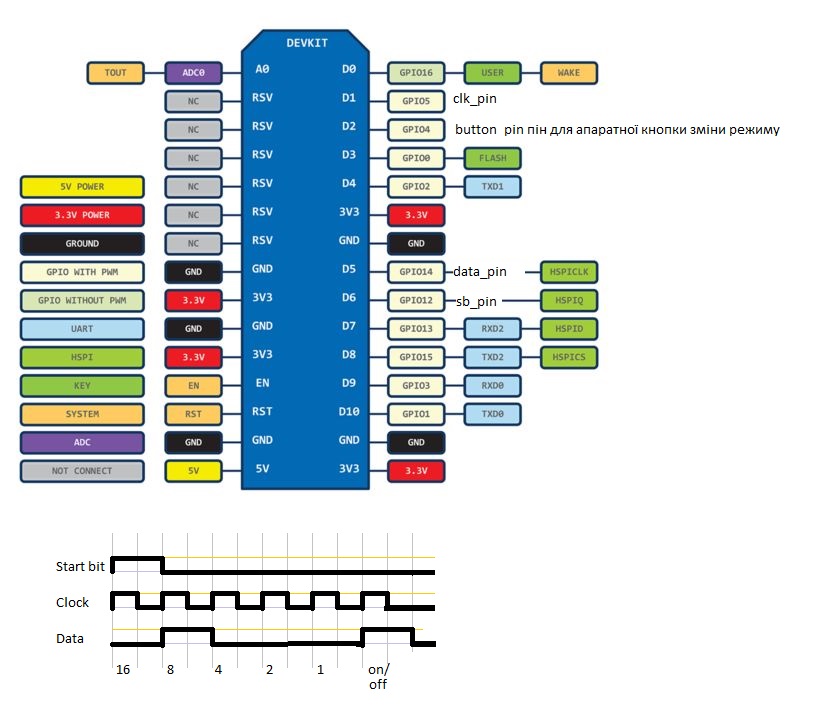 DEVKIT
TOUT ADC0 A0 D0 GPIO16 USER WAKE
NC RSV D1 GPIO5 clk_pin
NC RSV D2 GPIO4 button pin пін для апаратної кнопки зміни режиму
NC RSV D3 GPIO0 FLASH
5V POWER NC RSV D4 GPIO2 TXD1
3.3V POWER NC RSV 3V3 3.3V
GROUND NC RSV GND GND
GPIO WITH PWM GND GND D5 GPIO14 data_pin HSPICLK
GPIO WITHOUT PWM 3.3V 3V3 D6 GPIO12 sb_pin HSPIQ
UART GND GND D7 GPIO13 RXD2 HSPID
HSPI 3.3V 3V3 D8 GPIO15 TXD2 HSPICS
KEY EN EN D9 GPIO3 RXD0
SYSTEM RST RST D10 GPIO1 TXD0
ADC GND GND GND GND
NOT CONNECT 5V 5V 3V3 3.3V
Start bit
Clock
Data
16 8 4 2 1 on/
off